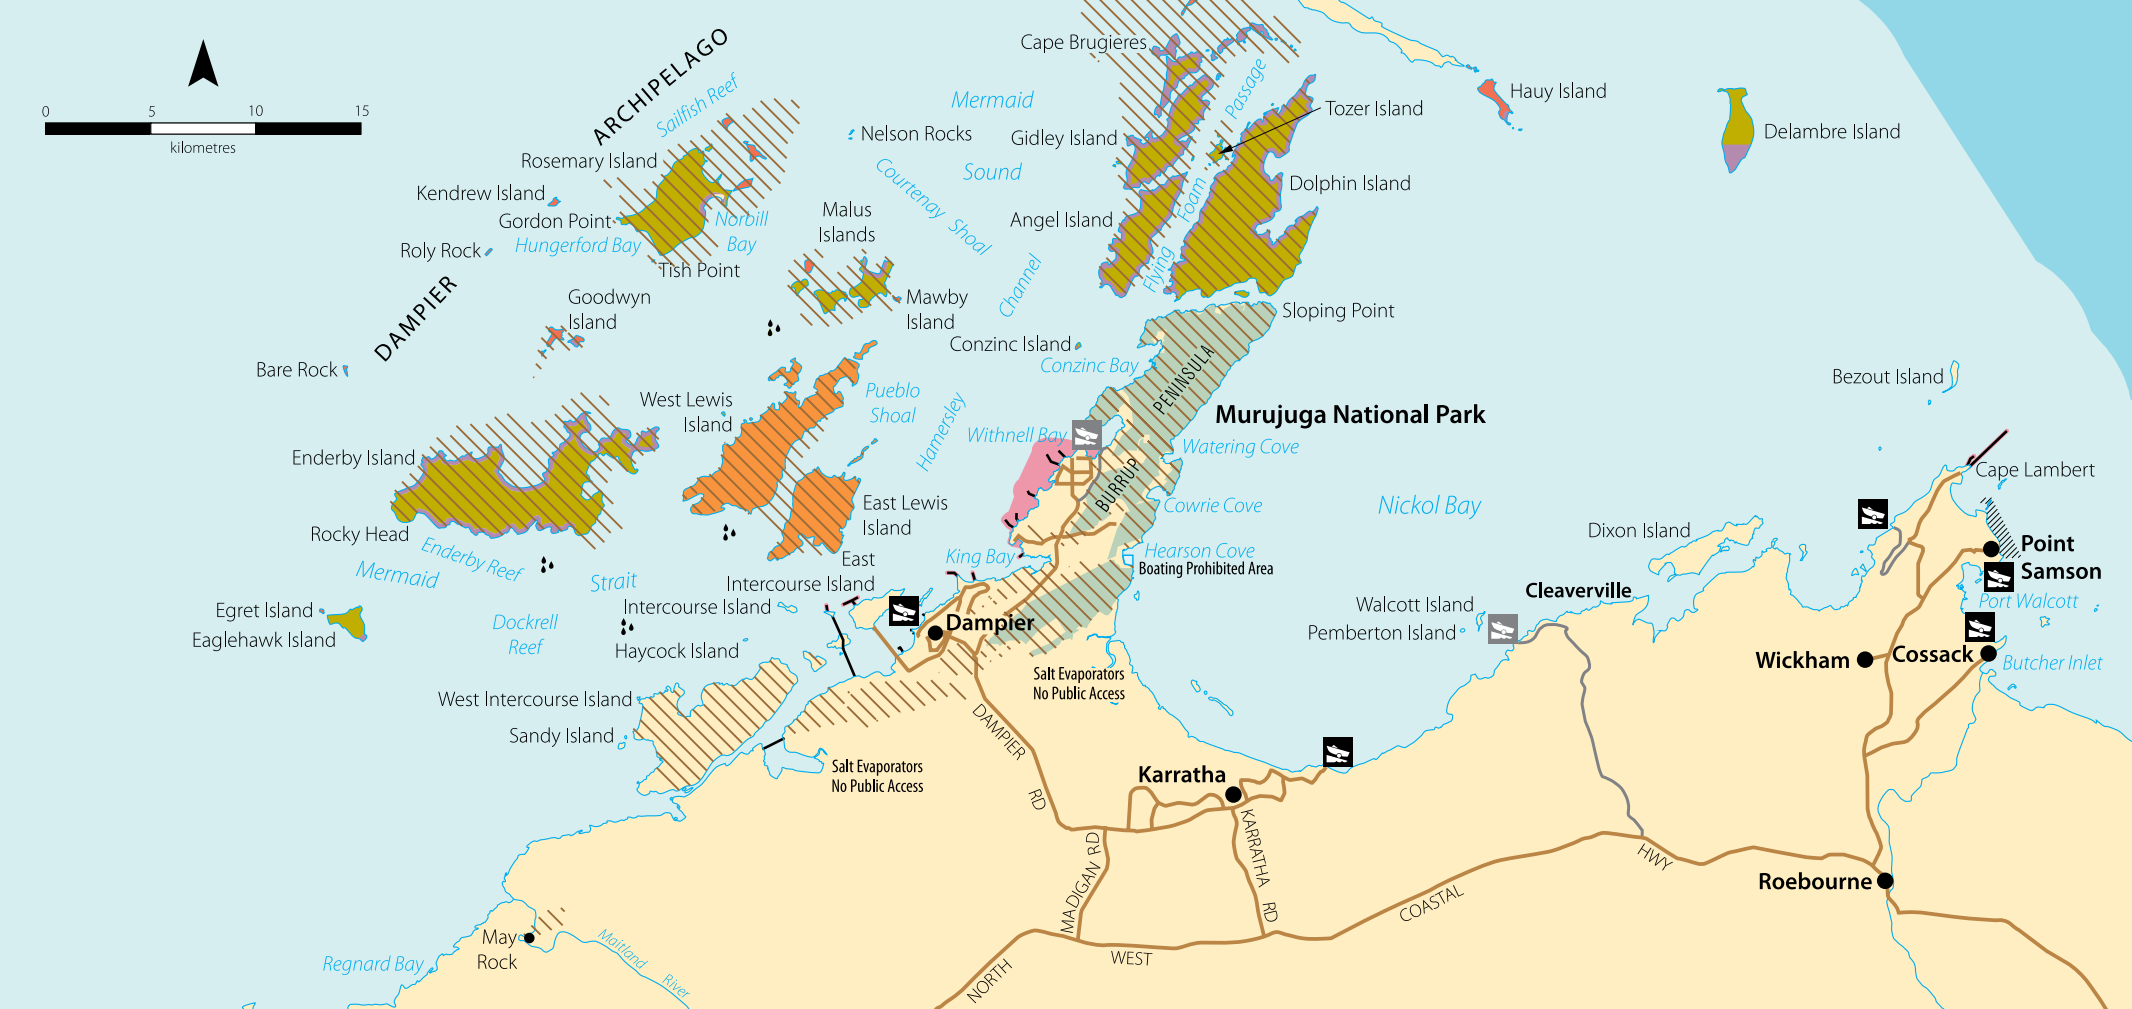 0 5 10 15
kilometres
DAMPIER
ARCHIPELAGO
Sailfish Reef
Rosemary Island
Kendrew Island
Gordon Point
Hungerford Bay
Norbill
Bay
Roly Rock
Tish Point
Goodwyn
Island
Bare Rock
Nelson Rocks
Malus
Islands
Mawby
Island
Mermaid
Sound
Courtenay Shoal
Channel
Hamersley
Cape Brugieres
Gidley Island
Angel Island
Flying Foam Passage
Tozer Island
Dolphin Island
Hauy Island
Delambre Island
Sloping Point
Conzinc Island
Conzinc Bay
BURRUP PENINSULA
Murujuga National Park
Withnell Bay
Watering Cove
Cowrie Cove
Hearson Cove
Boating Prohibited Area
Nickol Bay
King Bay
West Lewis
Island
Pueblo
Shoal
East Lewis
Island
Enderby Island
Rocky Head
Enderby Reef
Mermaid
Strait
Egret Island
Eaglehawk Island
Dockrell
Reef
East
Intercourse Island
Intercourse Island
Haycock Island
West Intercourse Island
Sandy Island
Dampier
Salt Evaporators
No Public Access
Salt Evaporators
No Public Access
DAMPIER
RD
Karratha
MADIGAN RD
KARRATHA RD
NORTH
WEST
COASTAL
HWY
May
Rock
Maitland
River
Regnard Bay
Bezout Island
Cape Lambert
Dixon Island
Cleaverville
Walcott Island
Pemberton Island
Point
Samson
Port Walcott
Wickham
Cossack
Butcher Inlet
Roebourne